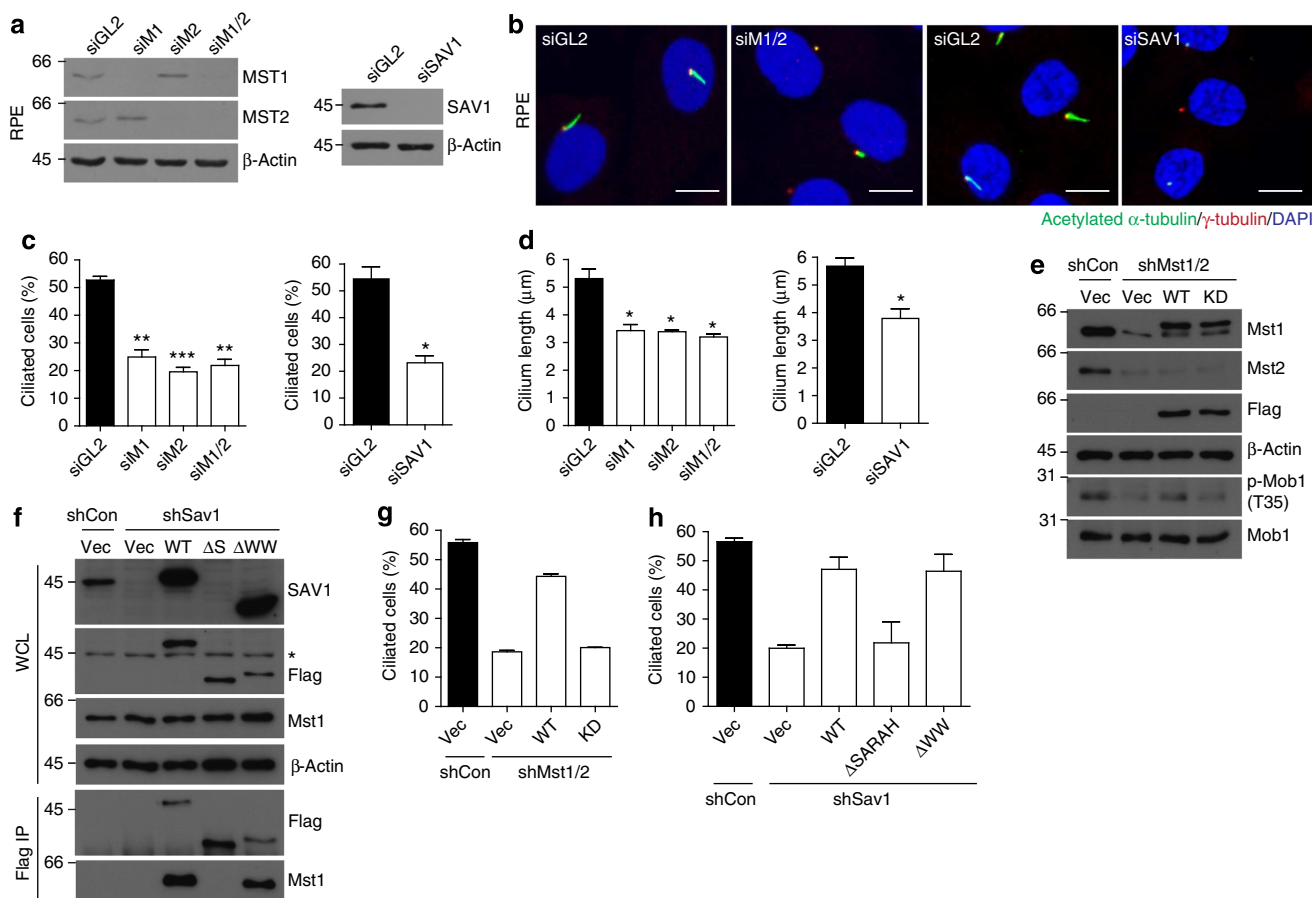 a
siGL2 siM1 siM2 siM1/2
RPE
66 MST1
66 MST2
45 β-Actin
siGL2 siSAV1
45 SAV1
45 β-Actin
b
RPE
siGL2 siM1/2 siGL2 siSAV1
Acetylated α-tubulin/γ-tubulin/DAPI
c
Ciliated cells (%)
60
50
40
30
20
10
0
** *** **
siGL2 siM1 siM2 siM1/2
Ciliated cells (%)
60
50
40
30
20
10
0
*
siGL2 siSAV1
d
Cilium length (μm)
6
5
4
3
2
1
0
* * *
siGL2 siM1 siM2 siM1/2
Cilium length (μm)
6
5
4
3
2
1
0
*
siGL2 siSAV1
e
shCon shMst1/2
Vec Vec WT KD
66 Mst1
66 Mst2
66 Flag
45 β-Actin
31 p-Mob1
(T35)
31 Mob1
f
shCon shSav1
Vec Vec WT ΔS ΔWW
WCL
45 SAV1
45 *
Flag
66 Mst1
45 β-Actin
Flag IP
45 Flag
66 Mst1
g
Ciliated cells (%)
60
50
40
30
20
10
0
Vec Vec WT KD
shCon shMst1/2
h
Ciliated cells (%)
60
50
40
30
20
10
0
Vec Vec WT ΔSARAH ΔWW
shCon shSav1